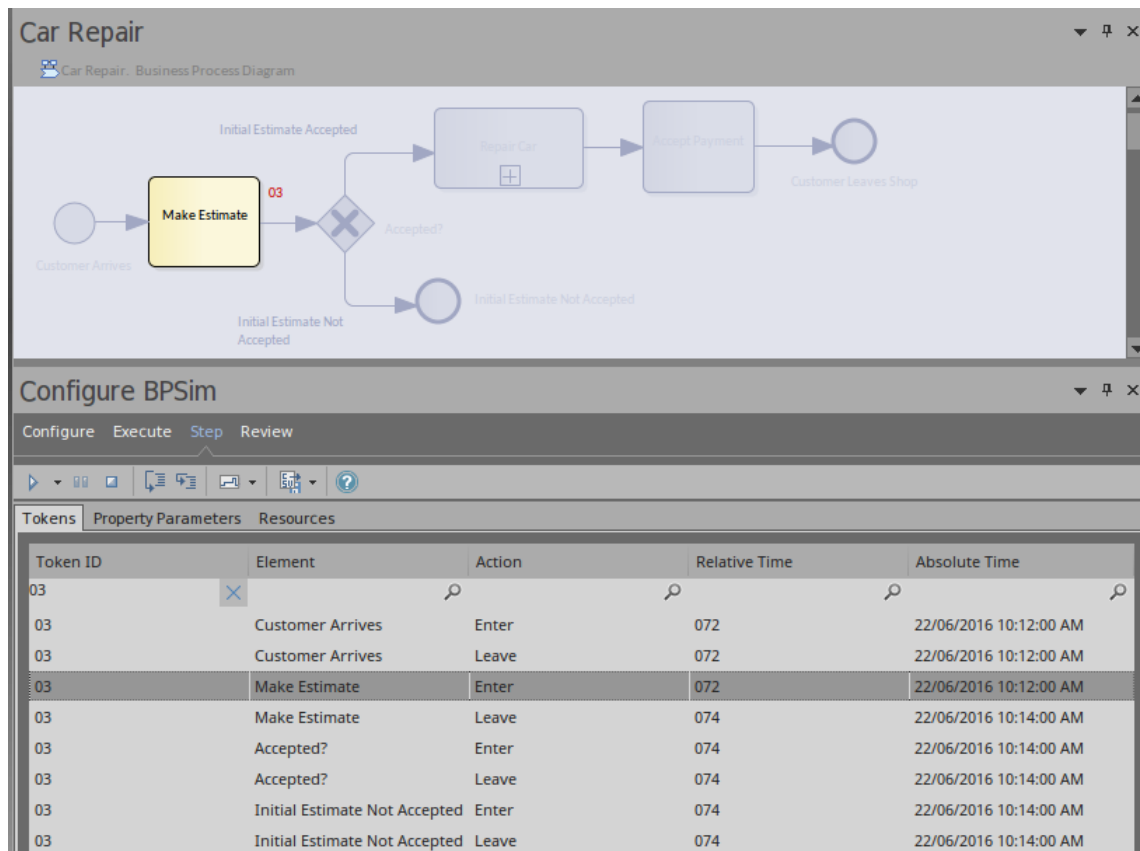 Car Repair
Car Repair. Business Process Diagram
Initial Estimate Accepted
Repair Car
Accept Payment
Customer Leaves Shop
03
Make Estimate
Accepted?
Customer Arrives
Initial Estimate Not Accepted
Initial Estimate Not
Accepted
Configure BPSim
Configure Execute Step Review
Tokens Property Parameters Resources
Token ID Element Action Relative Time Absolute Time
03
03 Customer Arrives Enter 072 22/06/2016 10:12:00 AM
03 Customer Arrives Leave 072 22/06/2016 10:12:00 AM
03 Make Estimate Enter 072 22/06/2016 10:12:00 AM
03 Make Estimate Leave 074 22/06/2016 10:14:00 AM
03 Accepted? Enter 074 22/06/2016 10:14:00 AM
03 Accepted? Leave 074 22/06/2016 10:14:00 AM
03 Initial Estimate Not Accepted Enter 074 22/06/2016 10:14:00 AM
03 Initial Estimate Not Accepted Leave 074 22/06/2016 10:14:00 AM